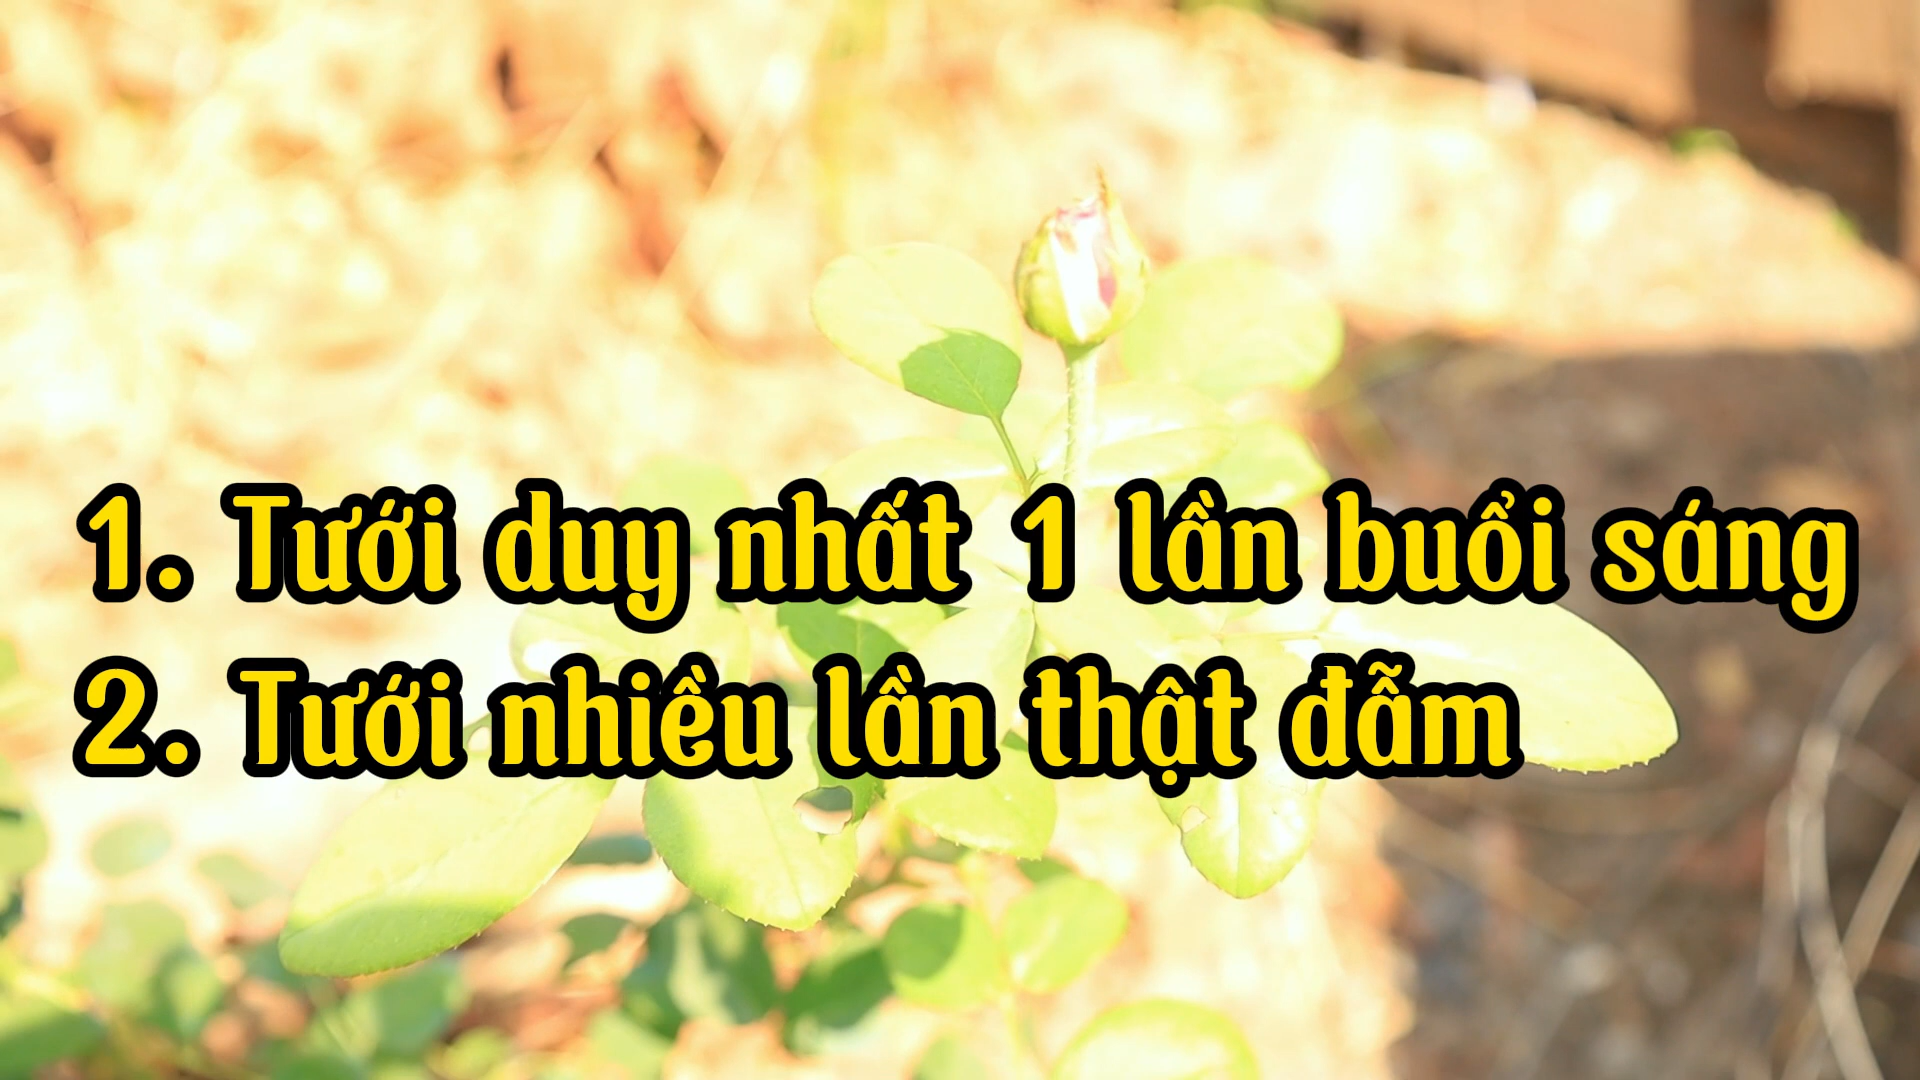 1. Tưới duy nhất 1 lần buổi sáng
2. Tưới nhiều lần thật đẫm